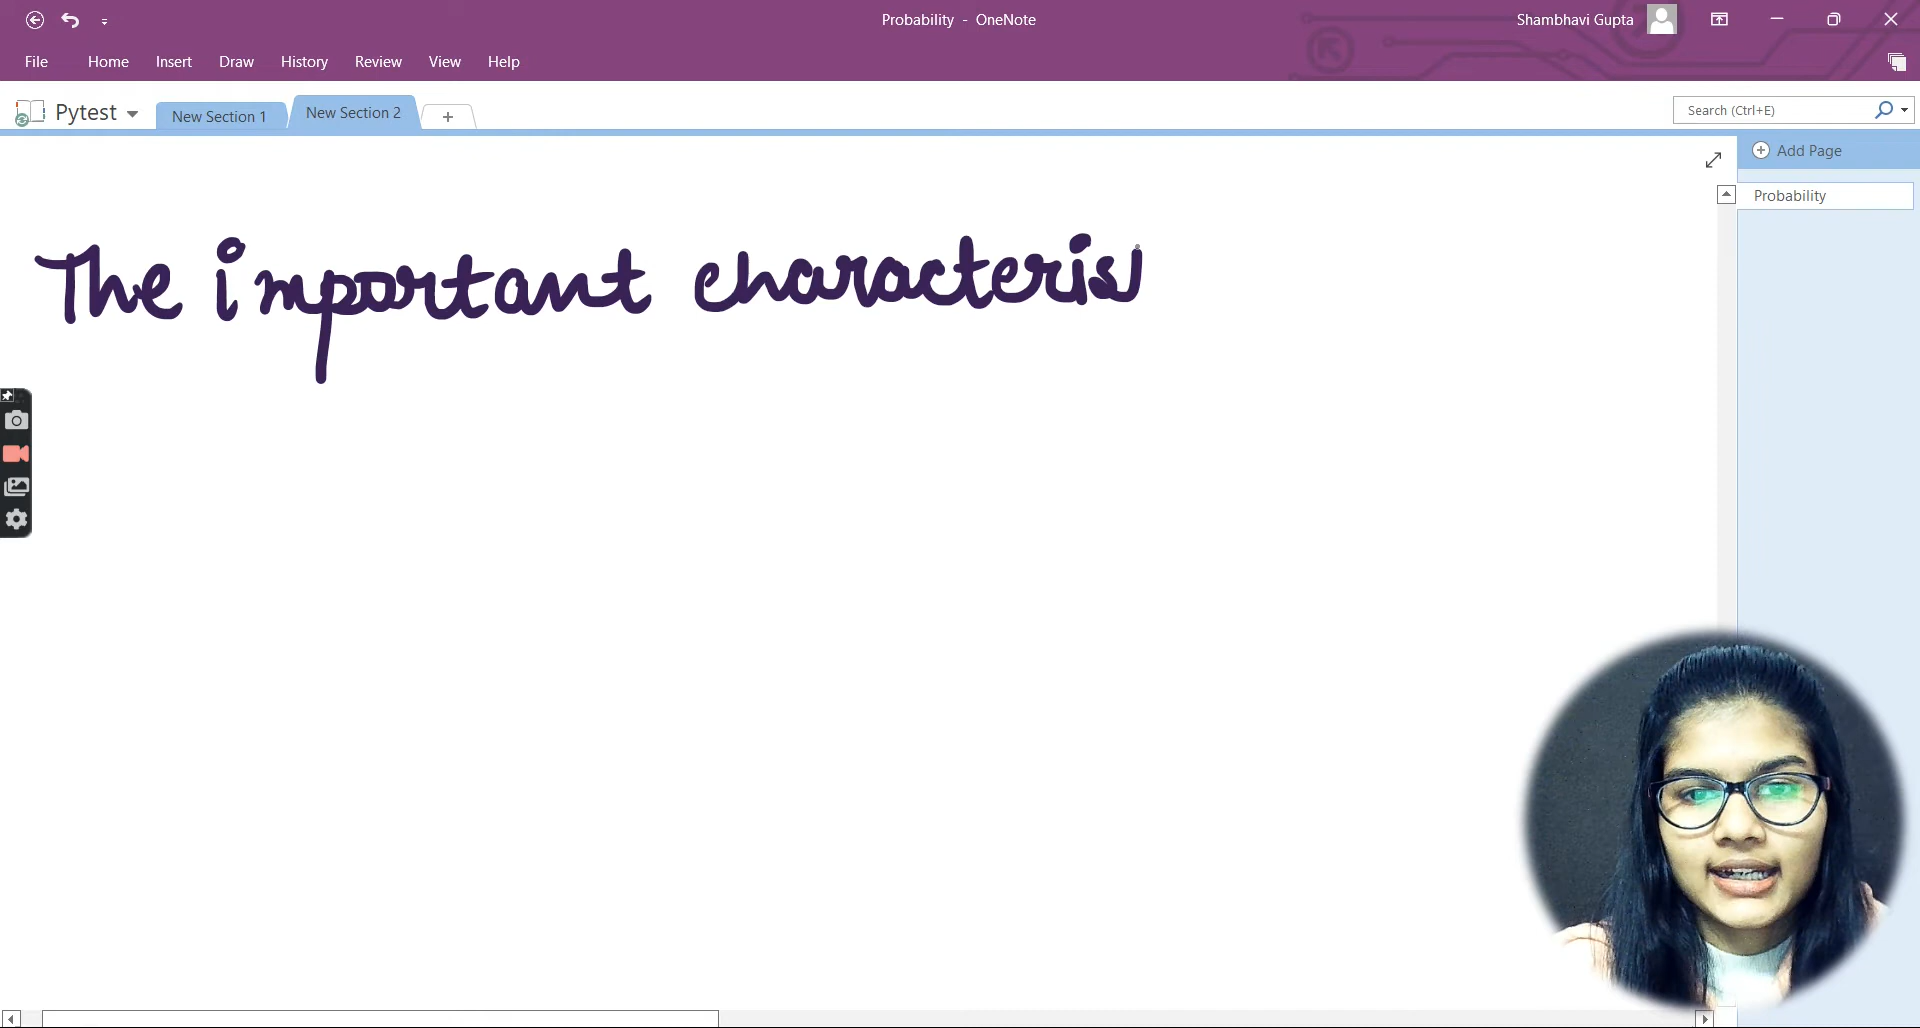 Probability - OneNote
Shambhavi Gupta
File Home Insert Draw History Review View Help
Pytest
New Section 1
New Section 2
Search (Ctrl+E)
Add Page
Probability
The important characteris